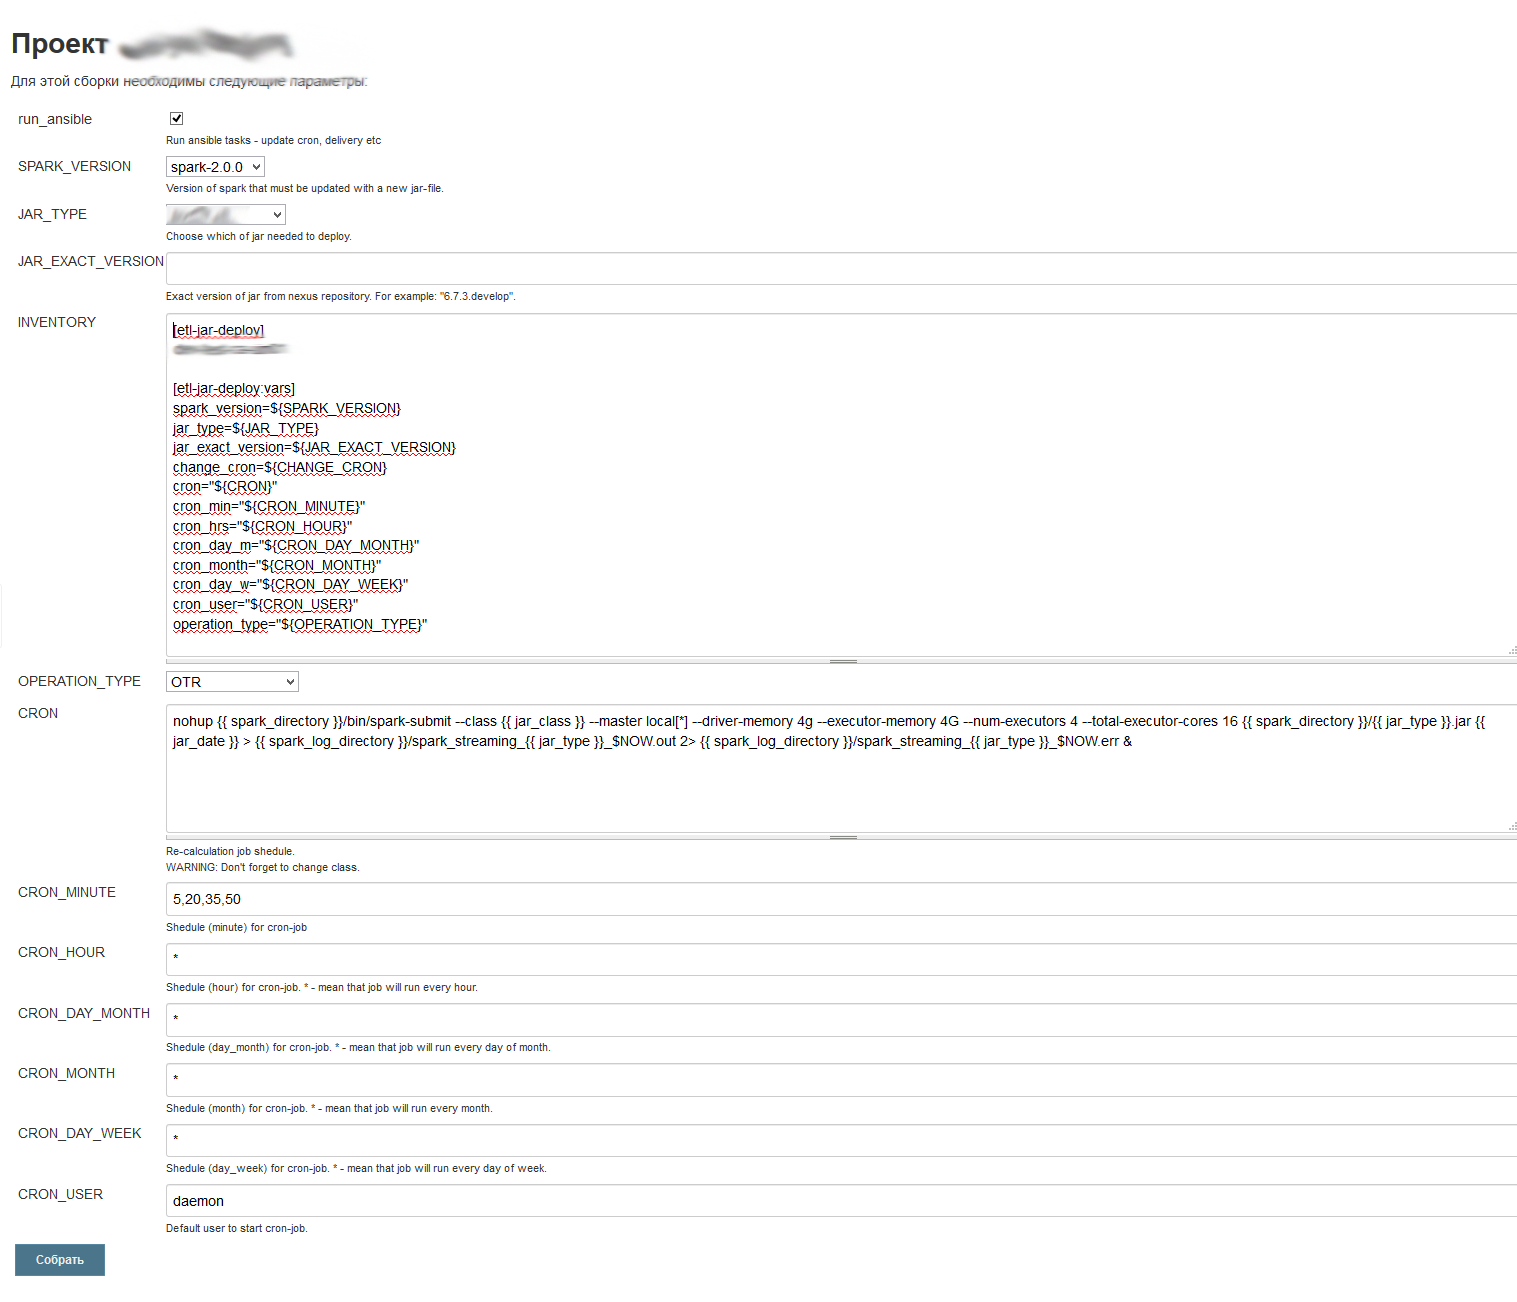 Проект
Для этой сборки необходимы следующие параметры:
run_ansible
Run ansible tasks - update cron, delivery etc
SPARK_VERSION
spark-2.0.0
Version of spark that must be updated with a new jar-file.
JAR_TYPE
Choose which of jar needed to deploy.
JAR_EXACT_VERSION
Exact version of jar from nexus repository. For example: "6.7.3.develop".
INVENTORY
[etl-jar-deploy]
[etl-jar-deploy:vars]
spark_version=${SPARK_VERSION}
jar_type=${JAR_TYPE}
jar_exact_version=${JAR_EXACT_VERSION}
change_cron=${CHANGE_CRON}
cron="${CRON}"
cron_min="${CRON_MINUTE}"
cron_hrs="${CRON_HOUR}"
cron_day_m="${CRON_DAY_MONTH}"
cron_month="${CRON_MONTH}"
cron_day_w="${CRON_DAY_WEEK}"
cron_user="${CRON_USER}"
operation_type="${OPERATION_TYPE}"
OPERATION_TYPE
OTR
CRON
nohup {{ spark_directory }}/bin/spark-submit --class {{ jar_class }} --master local[*] --driver-memory 4g --executor-memory 4G --num-executors 4 --total-executor-cores 16 {{ spark_directory }}/{{ jar_type }}.jar {{
jar_date }} > {{ spark_log_directory }}/spark_streaming_{{ jar_type }}_$NOW.out 2> {{ spark_log_directory }}/spark_streaming_{{ jar_type }}_$NOW.err &
Re-calculation job shedule.
WARNING: Don't forget to change class.
CRON_MINUTE
5,20,35,50
Shedule (minute) for cron-job
CRON_HOUR
*
Shedule (hour) for cron-job. * - mean that job will run every hour.
CRON_DAY_MONTH
*
Shedule (day_month) for cron-job. * - mean that job will run every day of month.
CRON_MONTH
*
Shedule (month) for cron-job. * - mean that job will run every month.
CRON_DAY_WEEK
*
Shedule (day_week) for cron-job. * - mean that job will run every day of week.
CRON_USER
daemon
Default user to start cron-job.
Собрать